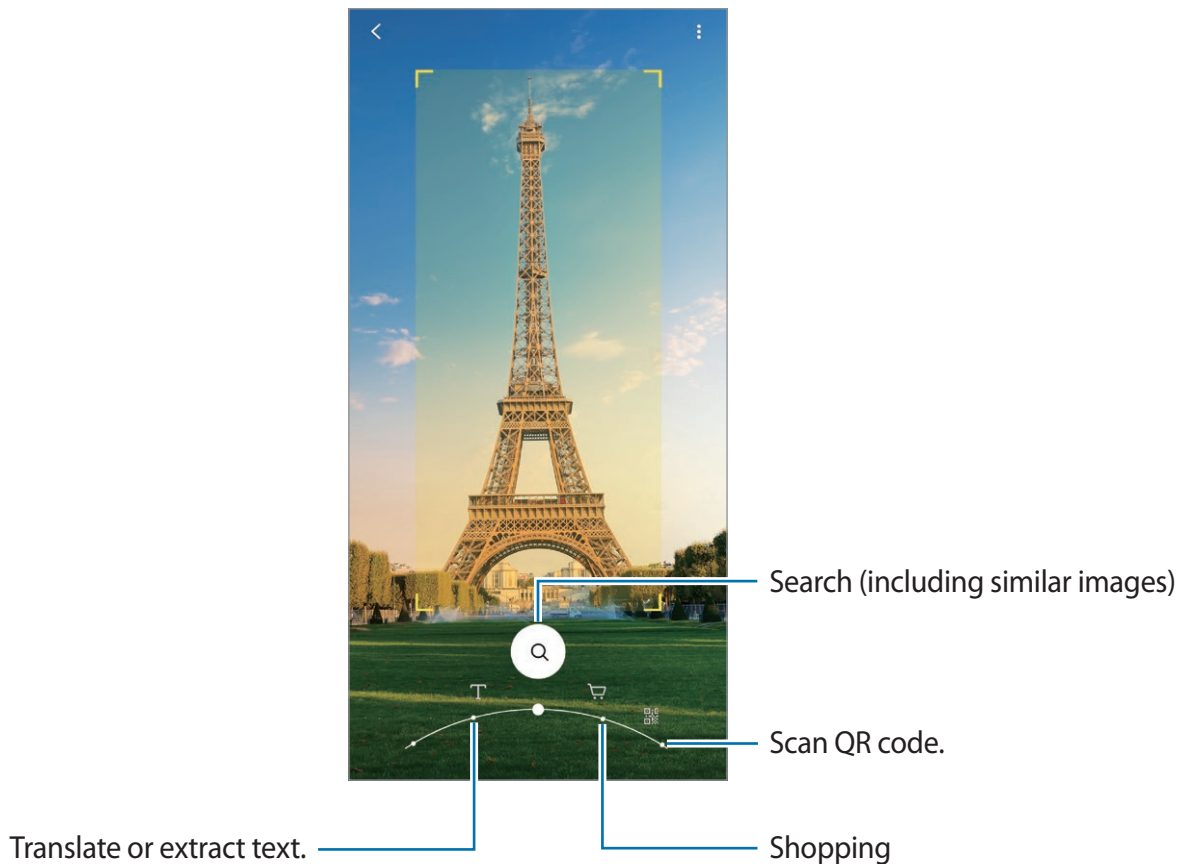 Search (including similar images)
T
Scan QR code.
Translate or extract text.
Shopping